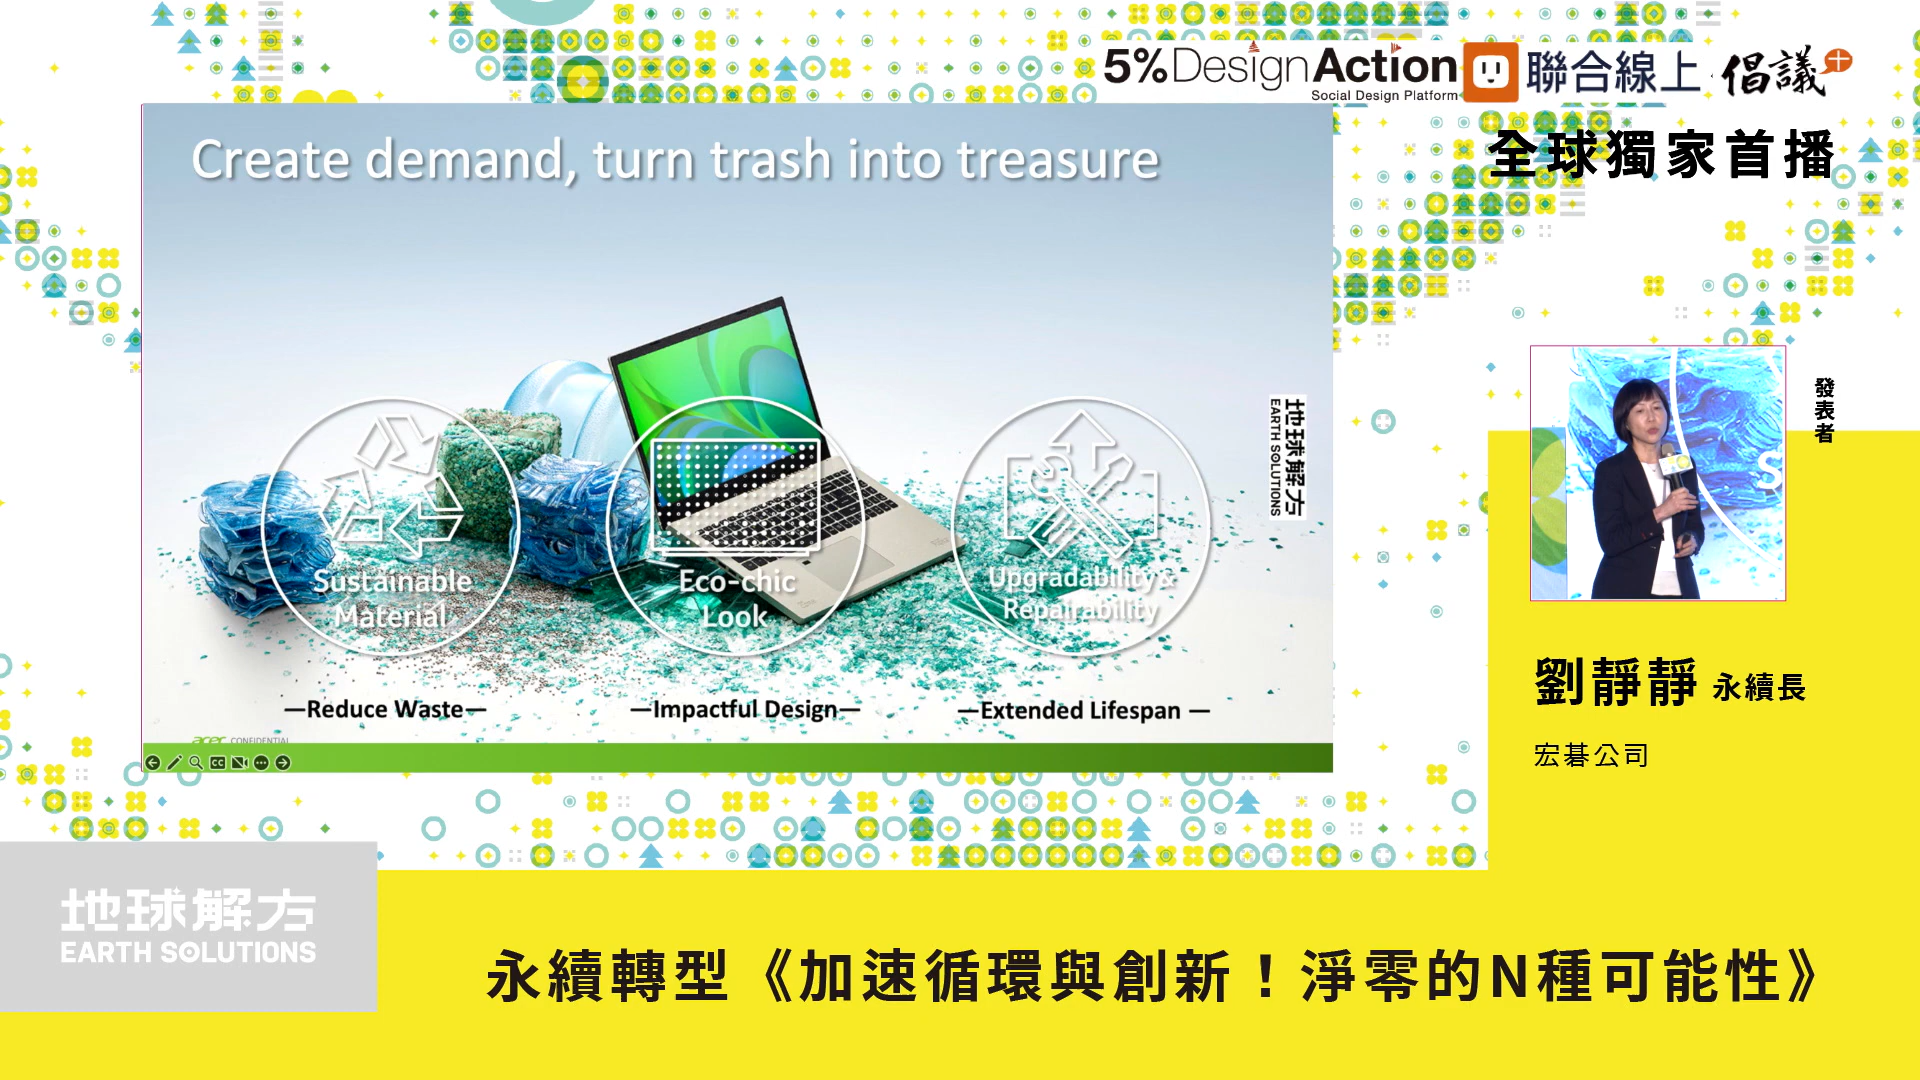 5%DesignAction
Social Design Platform
聯合線上
倡議+
全球獨家首播
Create demand, turn trash into treasure
地球解方
EARTH SOLUTIONS
Sustainable
Material
Eco-chic
Look
Upgradability&
Repairability
—Reduce Waste—
—Impactful Design—
—Extended Lifespan —
acer CONFIDENTIAL
CC
發表者
S
劉靜靜 永續長
宏碁公司
地球解方
EARTH SOLUTIONS
永續轉型《加速循環與創新！淨零的N種可能性》